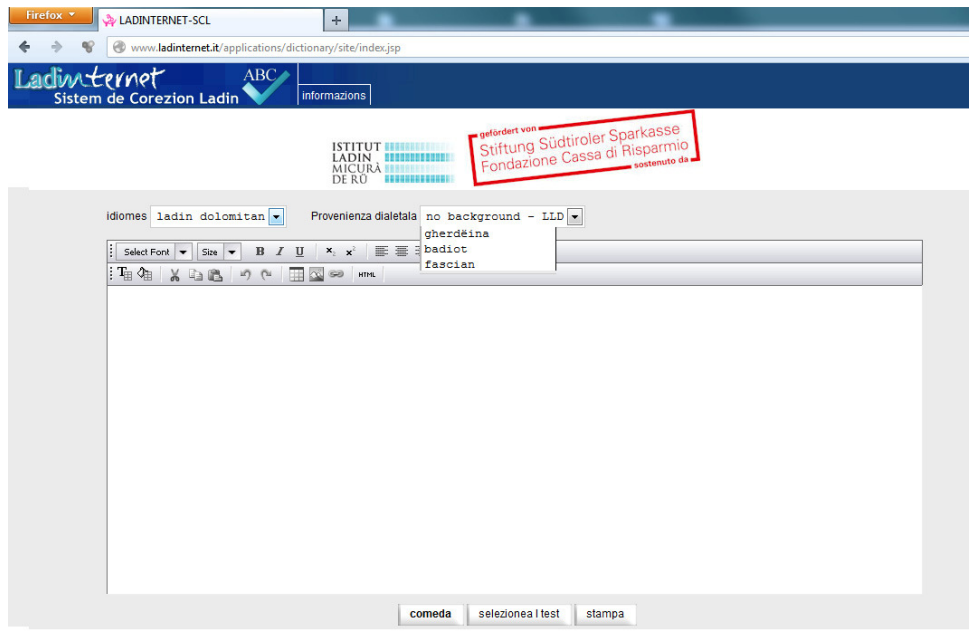 Firefox
LADINTERNET-SCL
www.ladinternet.it/applications/dictionary/site/index.jsp
Ladinternet
ABC
Sistem de Corezion Ladin
informazions
ISTITUT
LADIN
MICURÀ
DE RÜ
gefördert von
Stiftung Südtiroler Sparkasse
Fondazione Cassa di Risparmio
sostenuto da
idiomes ladin dolomitan Provenienza dialetala no background - LLD
gherdëina
badiot
fascian
Select Font Size B I U x₂ x²
HTML
comeda selezionea l test stampa